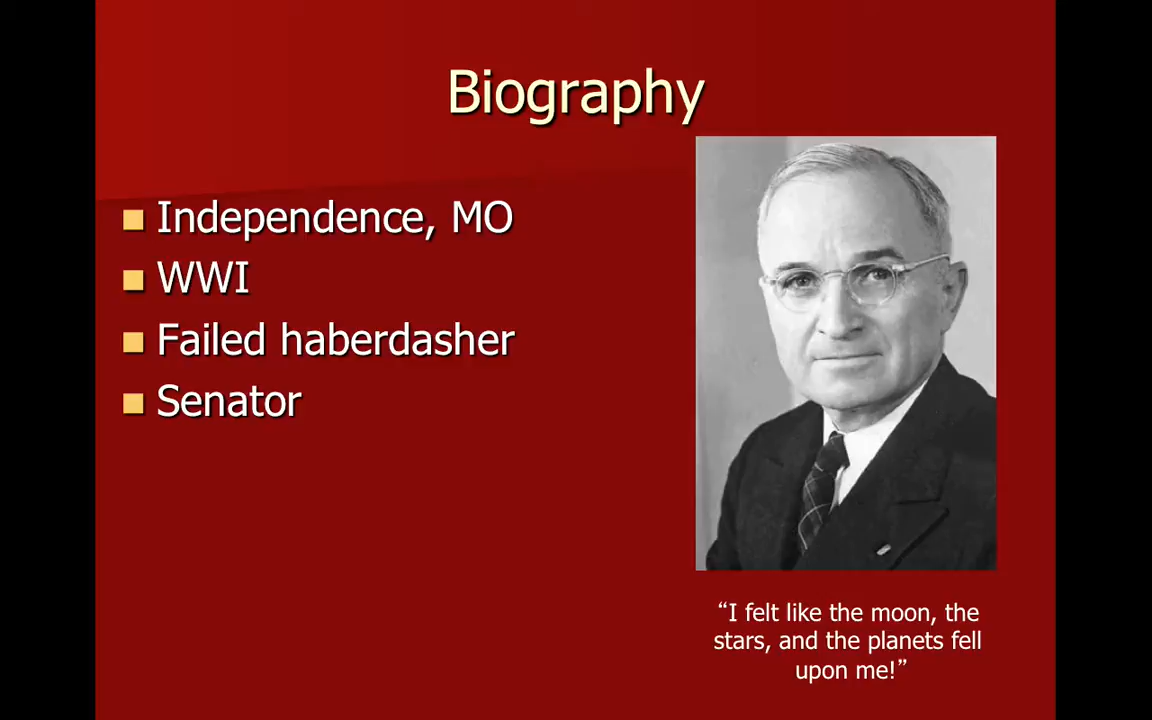 Biography
Independence, MO
WWI
Failed haberdasher
Senator
“I felt like the moon, the
stars, and the planets fell
upon me!”